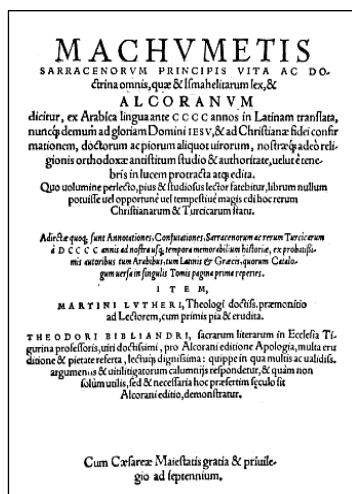 MACHVMETIS
SARRACENORVM PRINCIPIS VITA AC DO
ctrina omnis, quæ & Ismahelitarum lex, &
ALCORANVM
dicitur, ex Arabica lingua ante CCCC annos in Latinam translata,
nuncq́; demum ad gloriam Domini IESV, & ad Christianæ fidei confir
mationem, doctorum ac piorum aliquot uirorum, nostræq́; adeò reli-
gionis orthodoxæ antistitum studio & authoritate, uelut è tene-
bris in lucem protracta atq; edita.
Quo uolumine perlecto, pius & studiosus lector fatebitur, librum nullum
potuisse uel opportunè uel tempestiuè magis edi hoc rerum
Christianarum & Turcicarum statu.
Adiectæ quoq; sunt Annotationes, Confutationes, Sarracenorum ac rerum Turcicarum
à DCCCC annis ad nostra usq; tempora memorabilium historiæ, ex probatissi-
mis autoribus tum Arabibus, tum Latinis & Græcis, quorum Catalo-
gum uersa in singulis Tomis pagina prima reperies.
ITEM,
MARTINI LVTHERI, Theologi doctiss. præmonitio
ad Lectorem, cum primis pia & erudita.
THEODORI BIBLIANDRI, sacrarum literarum in Ecclesia Ti-
gurina professoris, uiri doctissimi, pro Alcorani editione Apologia, multa eru
ditione & pietate referta, lectuq́; dignissima: quippe in qua multis ac ualidiss.
argumentis & uitilitigatorum calumnijs respondetur, & quàm non
solùm utilis, sed & necessaria hoc præsertim seculo sit
Alcorani editio, demonstratur.
Cum Cæsareæ Maiestatis gratia & priuile-
gio ad septennium.